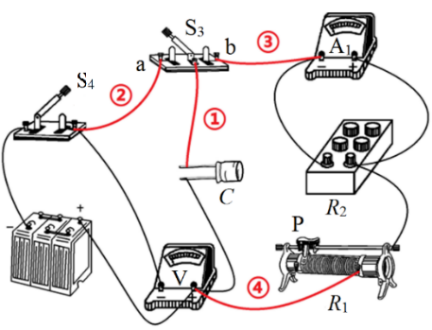 S₃
a
b
③
A₁
S₄
②
①
C
R₂
−
+
V
P
④
R₁
− +
− +